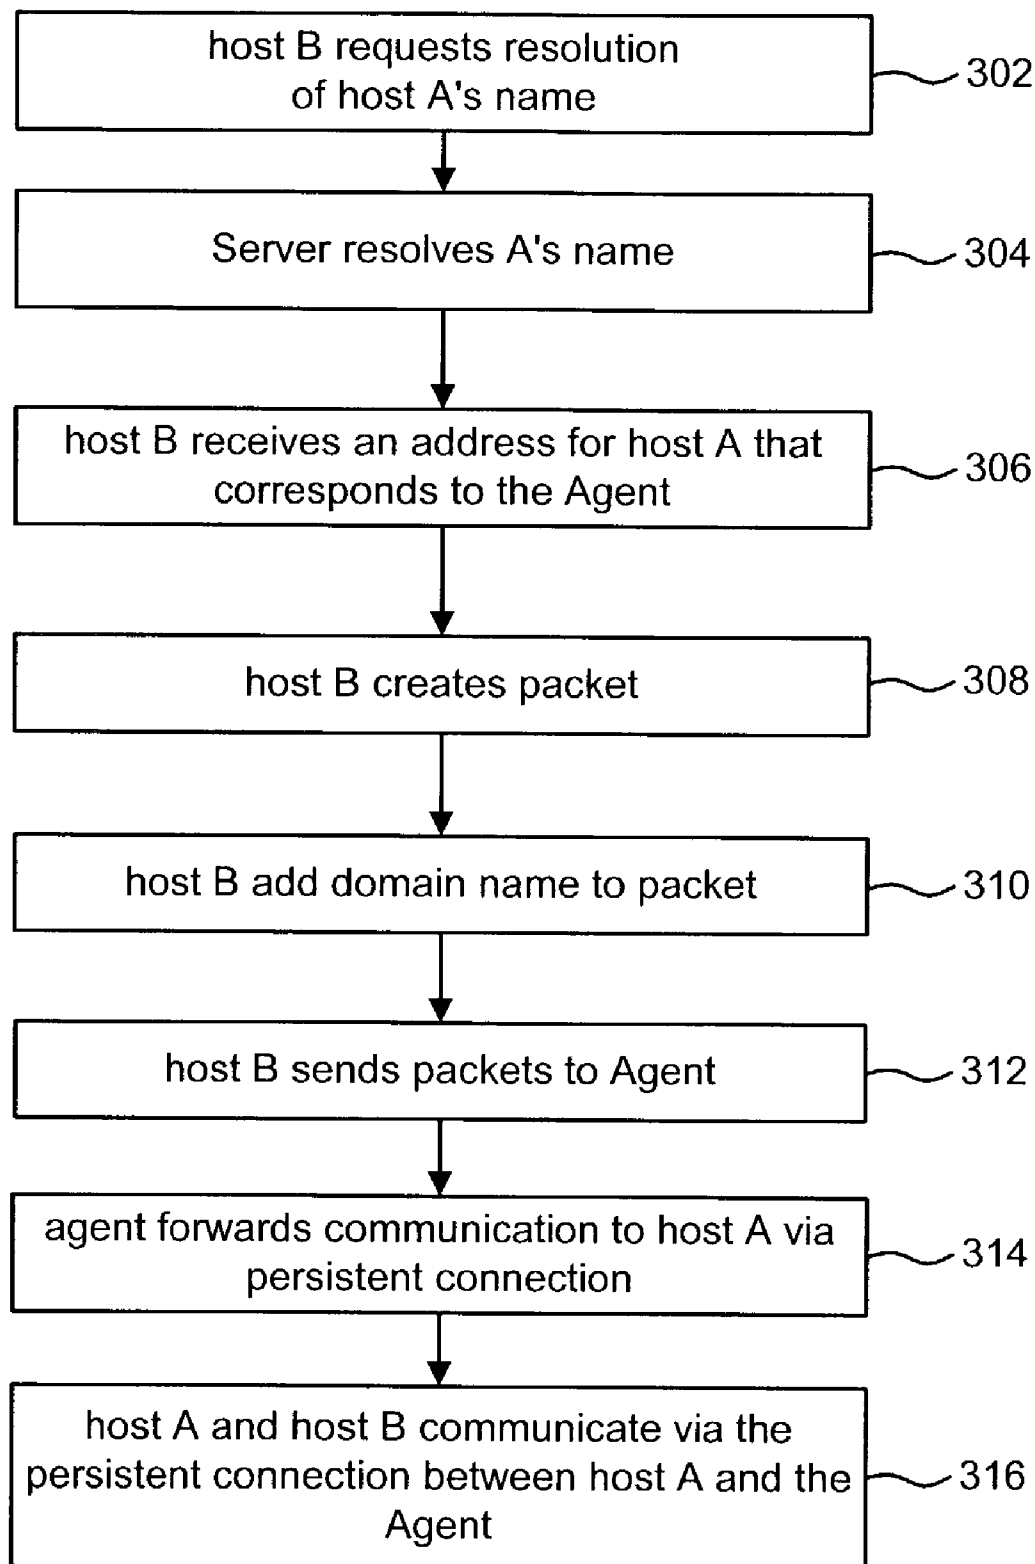 host B requests resolution
of host A's name
302
Server resolves A's name
304
host B receives an address for host A that
corresponds to the Agent
306
host B creates packet
308
host B add domain name to packet
310
host B sends packets to Agent
312
agent forwards communication to host A via
persistent connection
314
host A and host B communicate via the
persistent connection between host A and the
Agent
316